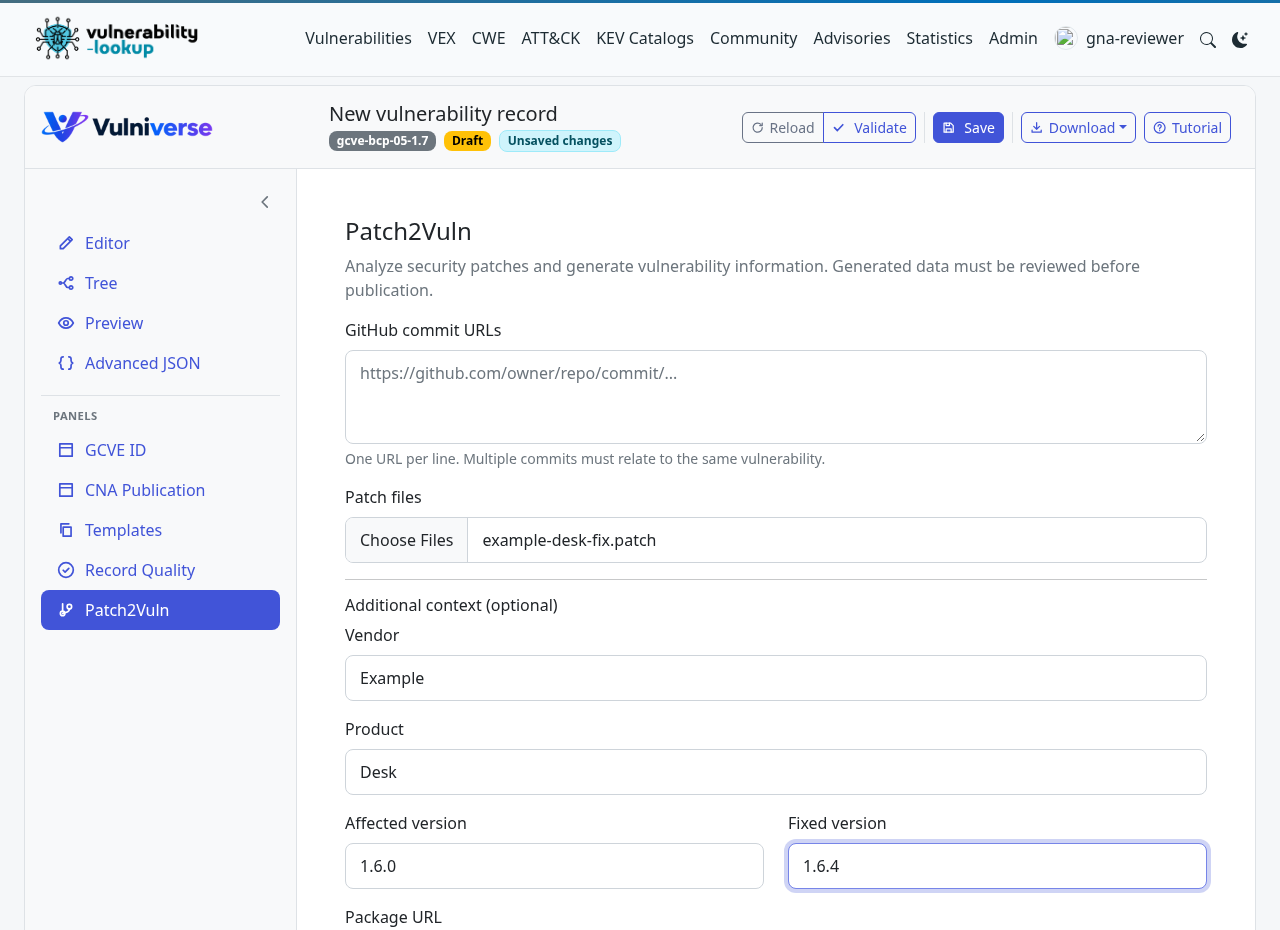 vulnerability
-lookup
Vulnerabilities VEX CWE ATT&CK KEV Catalogs Community Advisories Statistics Admin gna-reviewer
Vulniverse
New vulnerability record
gcve-bcp-05-1.7 Draft Unsaved changes
Reload Validate Save Download Tutorial
Editor
Tree
Preview
Advanced JSON
PANELS
GCVE ID
CNA Publication
Templates
Record Quality
Patch2Vuln
Patch2Vuln
Analyze security patches and generate vulnerability information. Generated data must be reviewed before
publication.
GitHub commit URLs
https://github.com/owner/repo/commit/...
One URL per line. Multiple commits must relate to the same vulnerability.
Patch files
Choose Files example-desk-fix.patch
Additional context (optional)
Vendor
Example
Product
Desk
Affected version Fixed version
1.6.0 1.6.4
Package URL